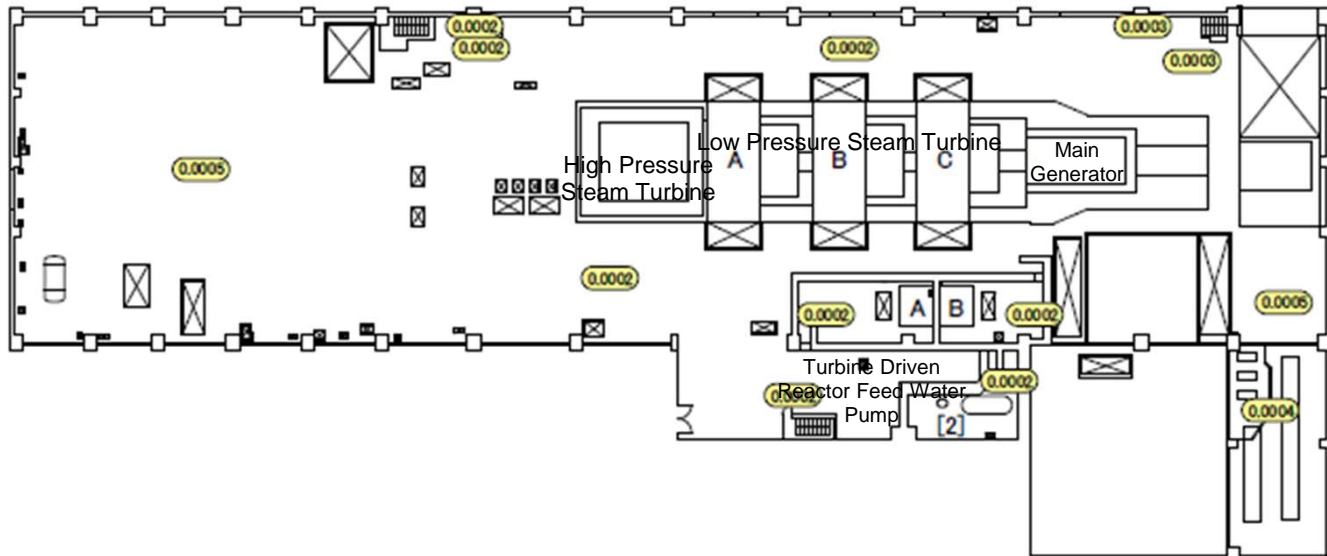 0.0002
0.0003
0.0002
0.0002
0.0003
Low Pressure Steam Turbine
High Pressure
Steam Turbine
A
B
C
Main
Generator
0.0005
0.0002
0.0002
A
B
0.0002
0.0005
Turbine Driven
Reactor Feed Water
Pump
0.0002
0.0002
[2]
0.0004